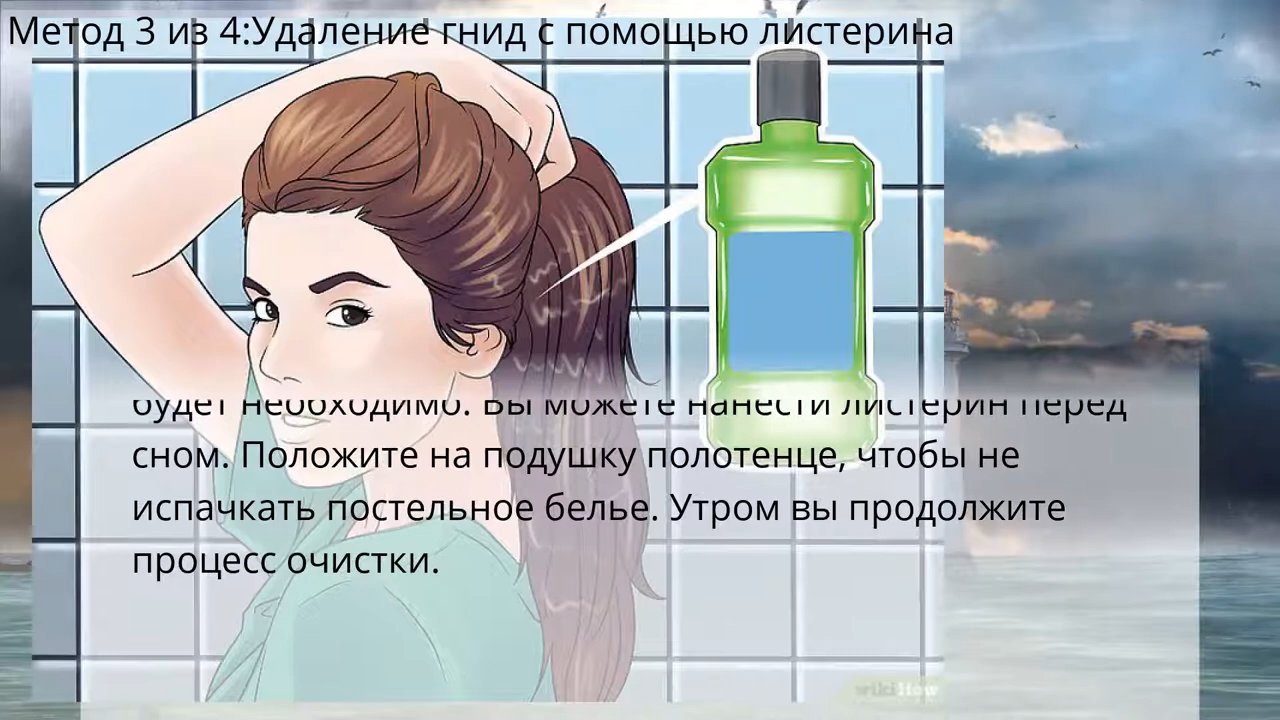 Метод 3 из 4:Удаление гнид с помощью листерина
будет необходимо. Вы можете нанести листерин перед
сном. Положите на подушку полотенце, чтобы не
испачкать постельное белье. Утром вы продолжите
процесс очистки.
wikiHow